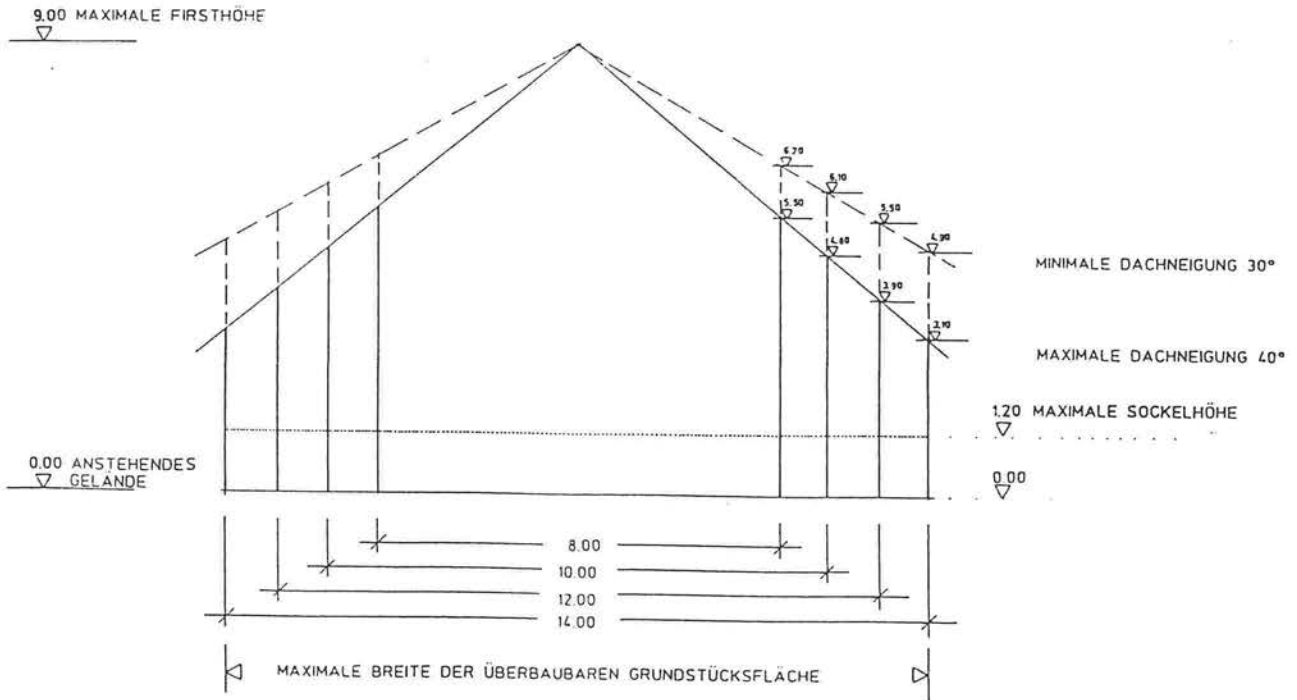 9.00 MAXIMALE FIRSTHÖHE
6.70
6.10
5.50
5.50
4.80
4.90
3.90
3.10
MINIMALE DACHNEIGUNG 30°
MAXIMALE DACHNEIGUNG 40°
1.20 MAXIMALE SOCKELHÖHE
0.00 ANSTEHENDES
GELÄNDE
0.00
8.00
10.00
12.00
14.00
MAXIMALE BREITE DER ÜBERBAUBAREN GRUNDSTÜCKSFLÄCHE